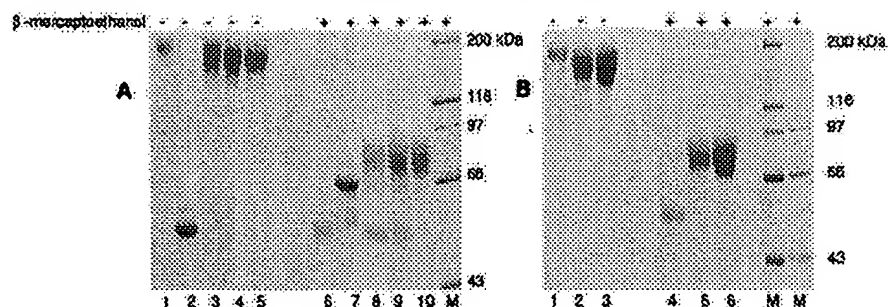 β-mercaptoethanol - - - - - + + + + + + - - - + + + + +
200 kDa 200 kDa
A B
116 116
97 97
66 66
43 43
1 2 3 4 5 6 7 8 9 10 M 1 2 3 4 5 6 M M